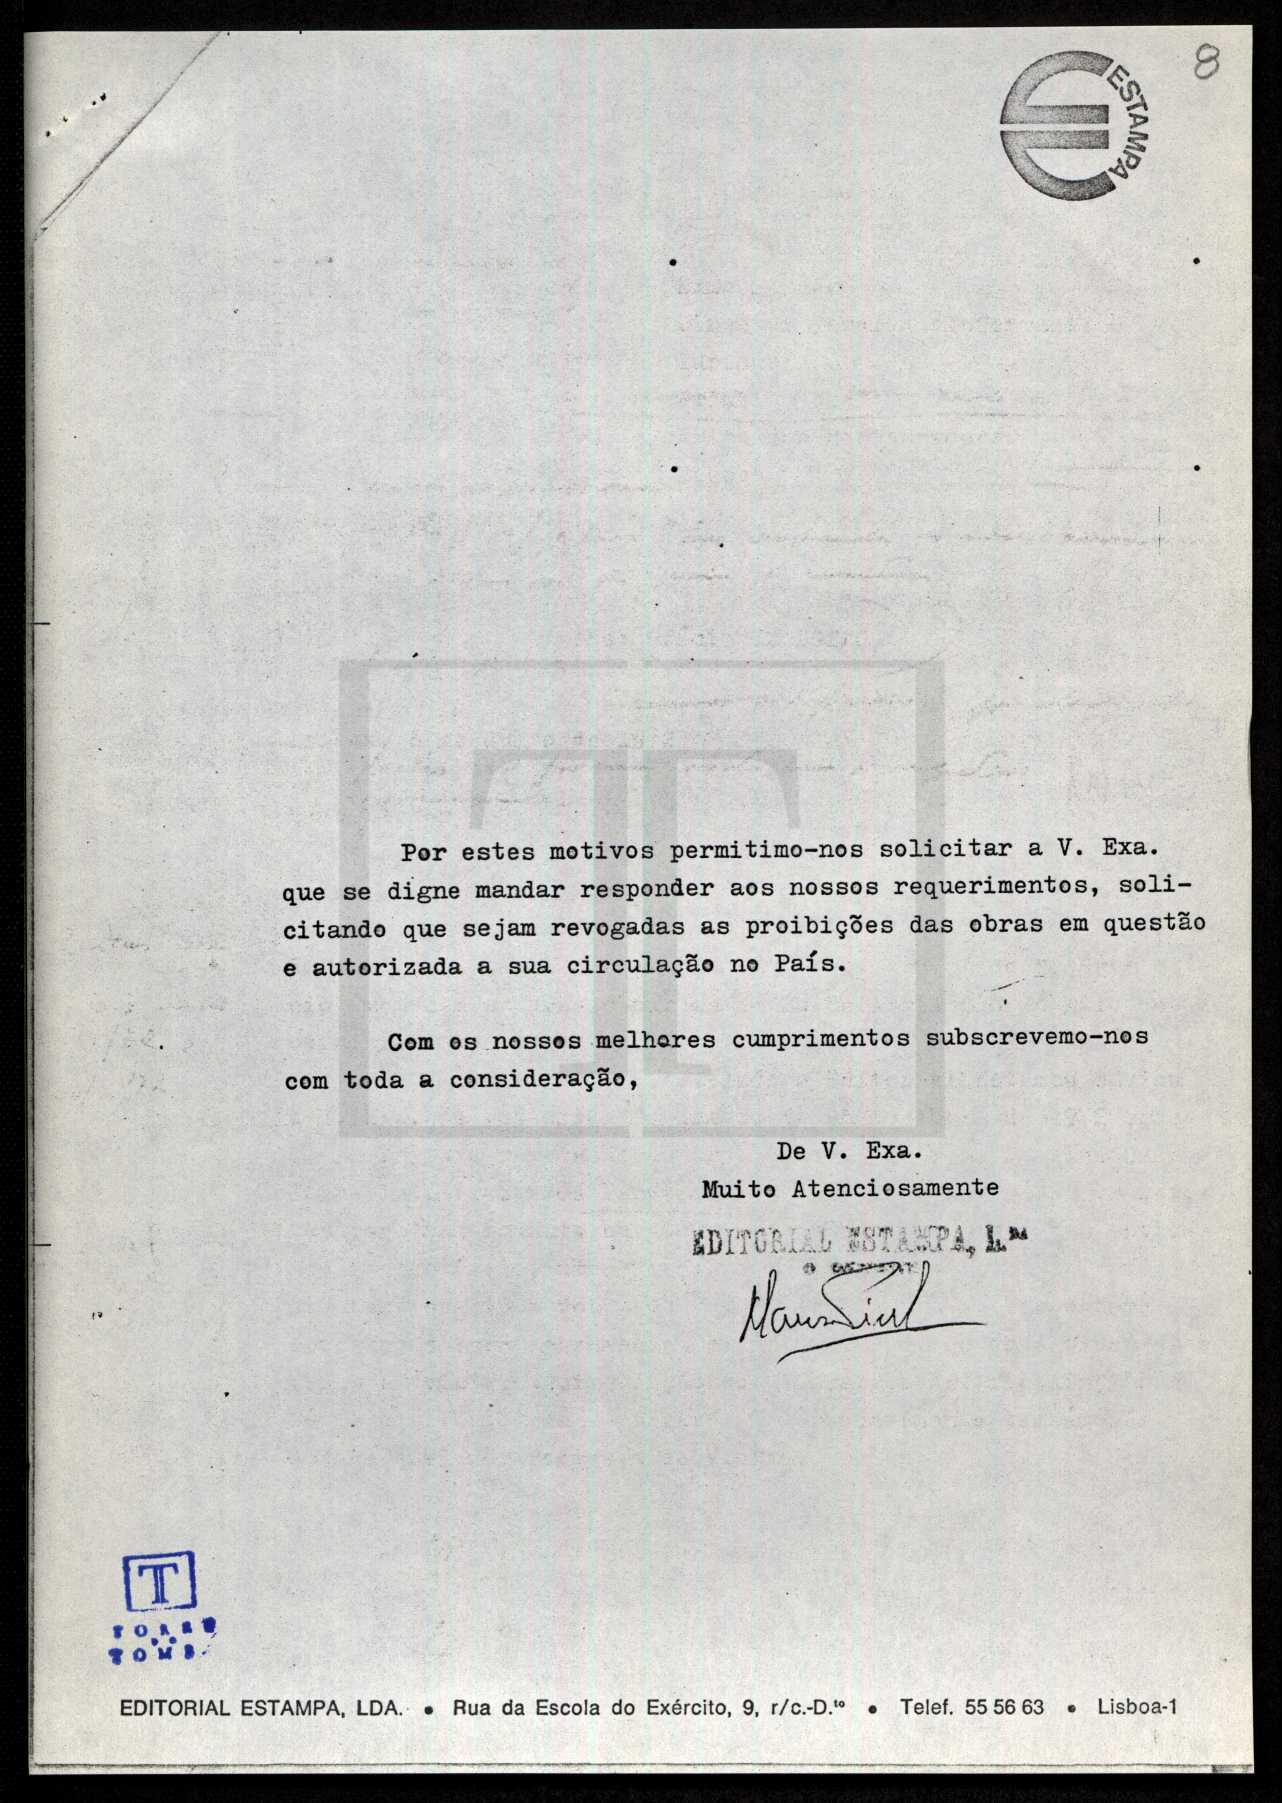 8
ESTAMPA
Por estes motivos permitimo-nos solicitar a V. Exa.
que se digne mandar responder aos nossos requerimentos, soli-
citando que sejam revogadas as proibições das obras em questão
e autorizada a sua circulação no País.
Com os nossos melhores cumprimentos subscrevemo-nos
com toda a consideração,
De V. Exa.
Muito Atenciosamente
EDITORIAL ESTAMPA, L.da
T
TORRE
DO
TOMBO
EDITORIAL ESTAMPA, LDA. • Rua da Escola do Exército, 9, r/c.-D.to • Telef. 55 56 63 • Lisboa-1